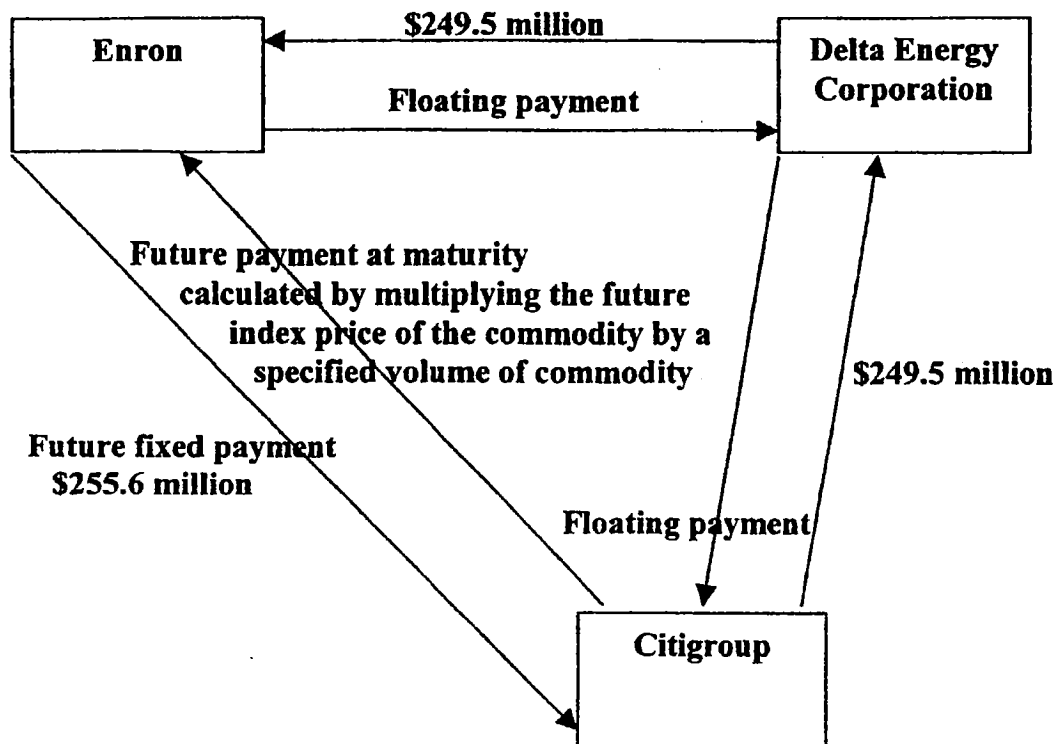 $249.5 million
Enron
Delta Energy
Corporation
Floating payment
Future payment at maturity
calculated by multiplying the future
index price of the commodity by a
specified volume of commodity
$249.5 million
Future fixed payment
$255.6 million
Floating payment
Citigroup